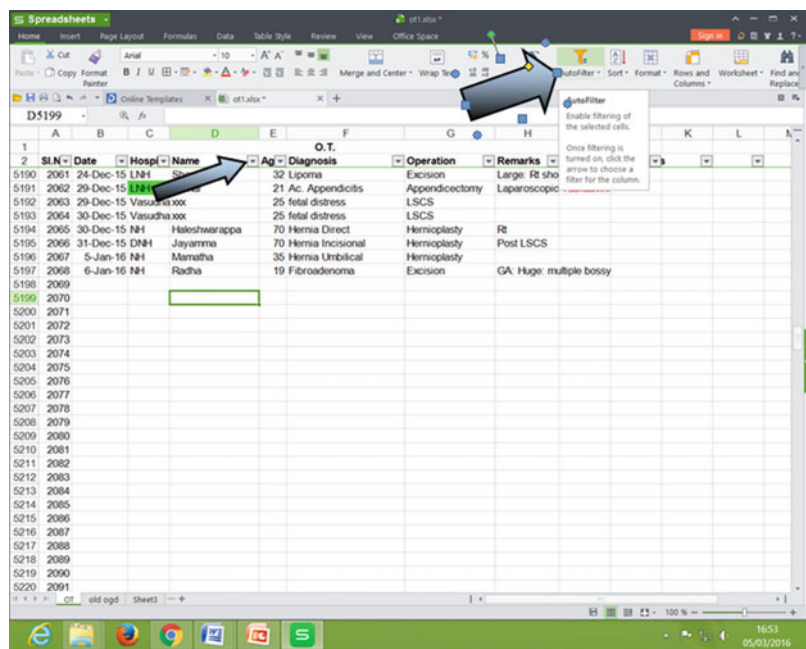 S Spreadsheets
ot1.xlsx *
Home Insert Page Layout Formulas Data Table Style Review View Office Space Sign in
Cut Arial 10
Paste Copy Format Painter B I U Merge and Center Wrap AutoFilter Sort Format Rows and Columns Worksheet Find and Replace
Online Templates ot1.xlsx *
AutoFilter
Enable filtering of the selected cells.
Once filtering is turned on, click the arrow to choose a filter for the column.
D5199 fx
A B C D E F G H K L
1 O.T.
2 SI.N Date Hospi Name Ag Diagnosis Operation Remarks
5190 2061 24-Dec-15 LNH 32 Lipoma Excision Large: Rt sho
5191 2062 29-Dec-15 LNH 21 Ac. Appendicitis Appendicectomy Laparoscopic
5192 2063 29-Dec-15 Vasudha xxx 25 fetal distress LSCS
5193 2064 30-Dec-15 Vasudha xxx 25 fetal distress LSCS
5194 2065 30-Dec-15 NH Haleshwarappa 70 Hernia Direct Hernioplasty Rt
5195 2066 31-Dec-15 DNH Jayamma 70 Hernia Incisional Hernioplasty Post LSCS
5196 2067 5-Jan-16 NH Mamatha 35 Hernia Umbilical Hernioplasty
5197 2068 6-Jan-16 NH Radha 19 Fibroadenoma Excision GA: Huge: multiple bossy
5198 2069
5199 2070
5200 2071
5201 2072
5202 2073
5203 2074
5204 2075
5205 2076
5206 2077
5207 2078
5208 2079
5209 2080
5210 2081
5211 2082
5212 2083
5213 2084
5214 2085
5215 2086
5216 2087
5217 2088
5218 2089
5219 2090
5220 2091
OT old ogd Sheet3
100 %
16:53
05/03/2016